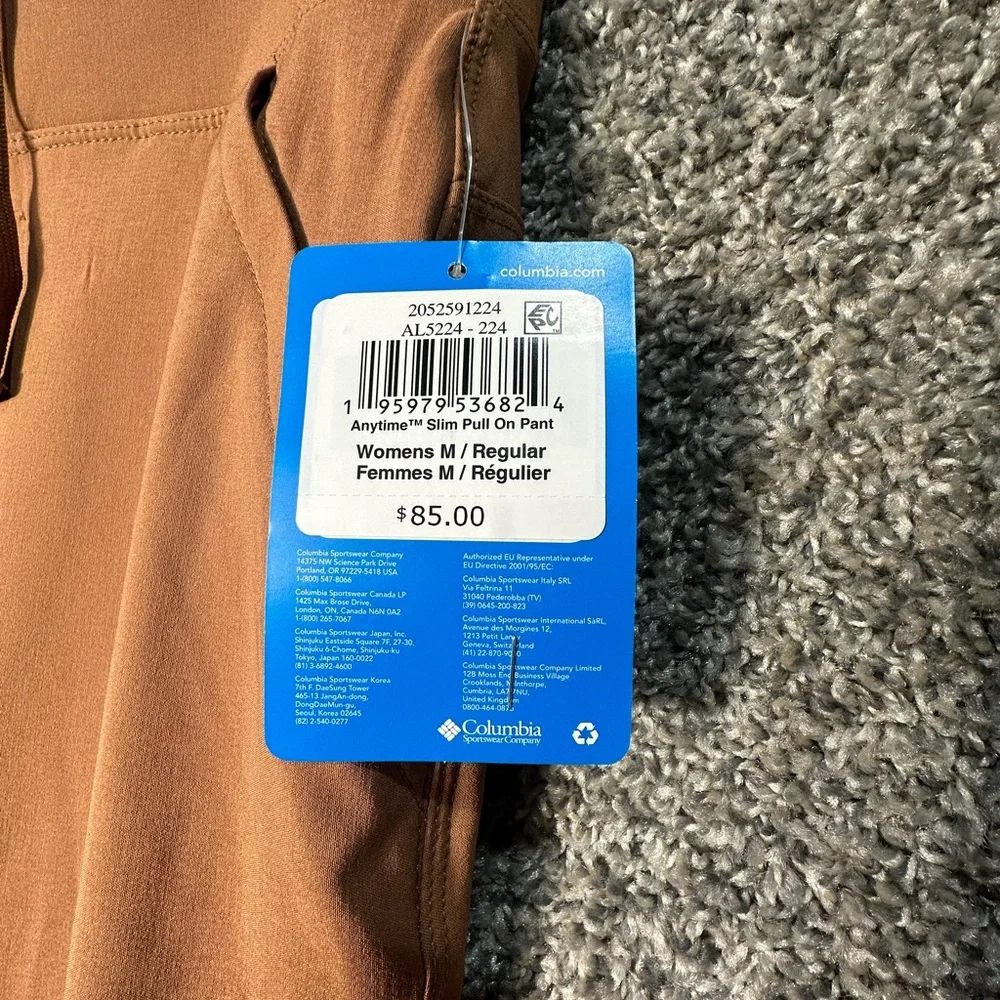 columbia.com
2052591224
AL5224 - 224
EPC™
1 95979 53682 4
Anytime™ Slim Pull On Pant
Womens M / Regular
Femmes M / Régulier
$85.00
Columbia Sportswear Company
14375 NW Science Park Drive
Portland, OR 97229-5418 USA
1-(800) 547-8066
Columbia Sportswear Canada LP
1425 Max Brose Drive,
London, ON, Canada N6N 0A2
1-(800) 265-7067
Columbia Sportswear Japan, Inc.
Shinjuku Eastside Square 7F, 27-30,
Shinjuku 6-Chome, Shinjuku-ku
Tokyo, Japan 160-0022
(81) 3-6892-4600
Columbia Sportswear Korea
7th F. DaeSung Tower
465-13 JangAn-dong,
DongDaeMun-gu,
Seoul, Korea 02645
(82) 2-540-0277
Authorized EU Representative under
EU Directive 2001/95/EC:
Columbia Sportswear Italy SRL
Via Feltrina 11
31040 Pederobba (TV)
(39) 0645-200-823
Columbia Sportswear International SàRL,
Avenue des Morgines 12,
1213 Petit
Geneva, Switzerland
(41)
Columbia Sportswear Company Limited
12B Moss End Business Village
Crooklands,
Cumbria,
United Kingdom
Columbia
Sportswear Company